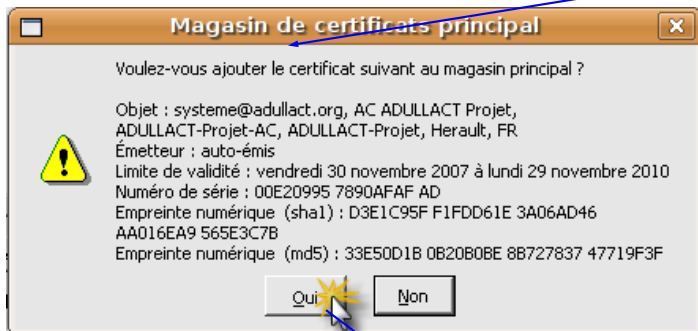 Magasin de certificats principal
Voulez-vous ajouter le certificat suivant au magasin principal ?
Objet : systeme@adullact.org, AC ADULLACT Projet,
ADULLACT-Projet-AC, ADULLACT-Projet, Herault, FR
Émetteur : auto-émis
Limite de validité : vendredi 30 novembre 2007 à lundi 29 novembre 2010
Numéro de série : 00E20995 7890AFAF AD
Empreinte numérique (sha1) : D3E1C95F F1FDD61E 3A06AD46
AA016EA9 565E3C7B
Empreinte numérique (md5) : 33E50D1B 0B20B0BE 8B727837 47719F3F
Oui Non